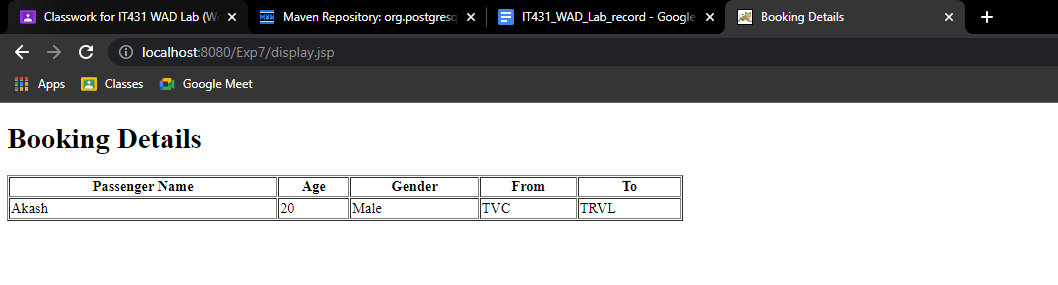 Classwork for IT431 WAD Lab (W
Maven Repository: org.postgresq
IT431_WAD_Lab_record - Google
Booking Details
localhost:8080/Exp7/display.jsp
Apps Classes Google Meet
Booking Details
Passenger Name Age Gender From To
Akash 20 Male TVC TRVL